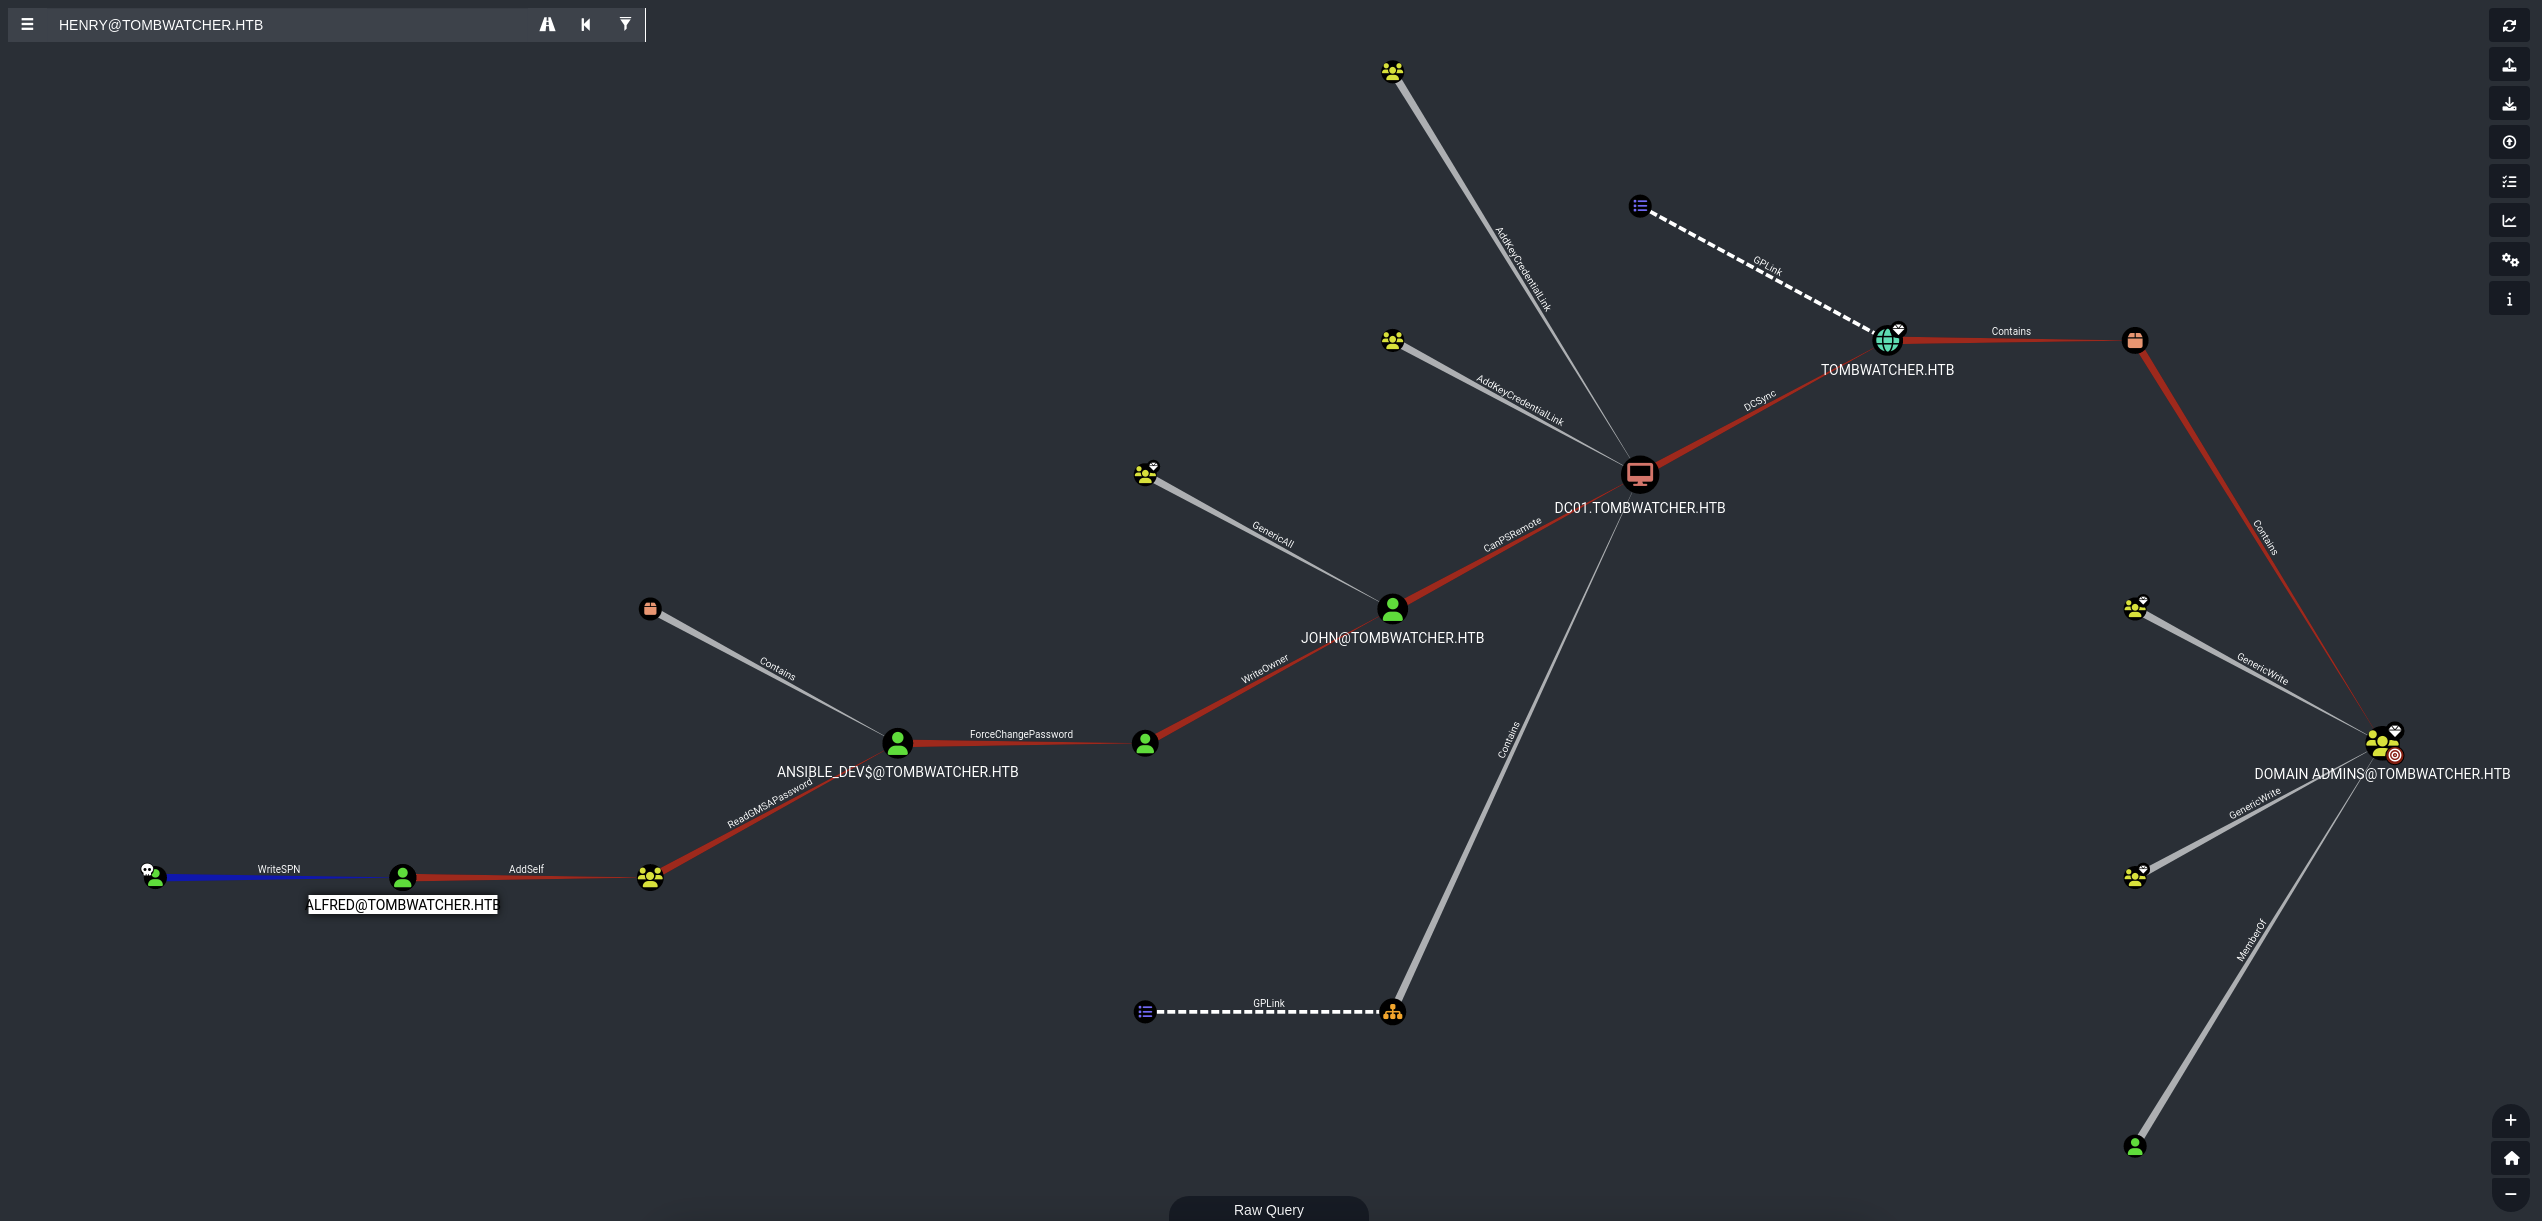 HENRY@TOMBWATCHER.HTB
AddKeyCredentialLink
GPLink
Contains
TOMBWATCHER.HTB
AddKeyCredentialLink
DCSync
DC01.TOMBWATCHER.HTB
GenericAll
CanPSRemote
Contains
JOHN@TOMBWATCHER.HTB
Contains
WriteOwner
GenericWrite
ForceChangePassword
Contains
ANSIBLE_DEV$@TOMBWATCHER.HTB
DOMAIN ADMINS@TOMBWATCHER.HTB
ReadGMSAPassword
GenericWrite
WriteSPN
AddSelf
ALFRED@TOMBWATCHER.HTB
MemberOf
GPLink
Raw Query